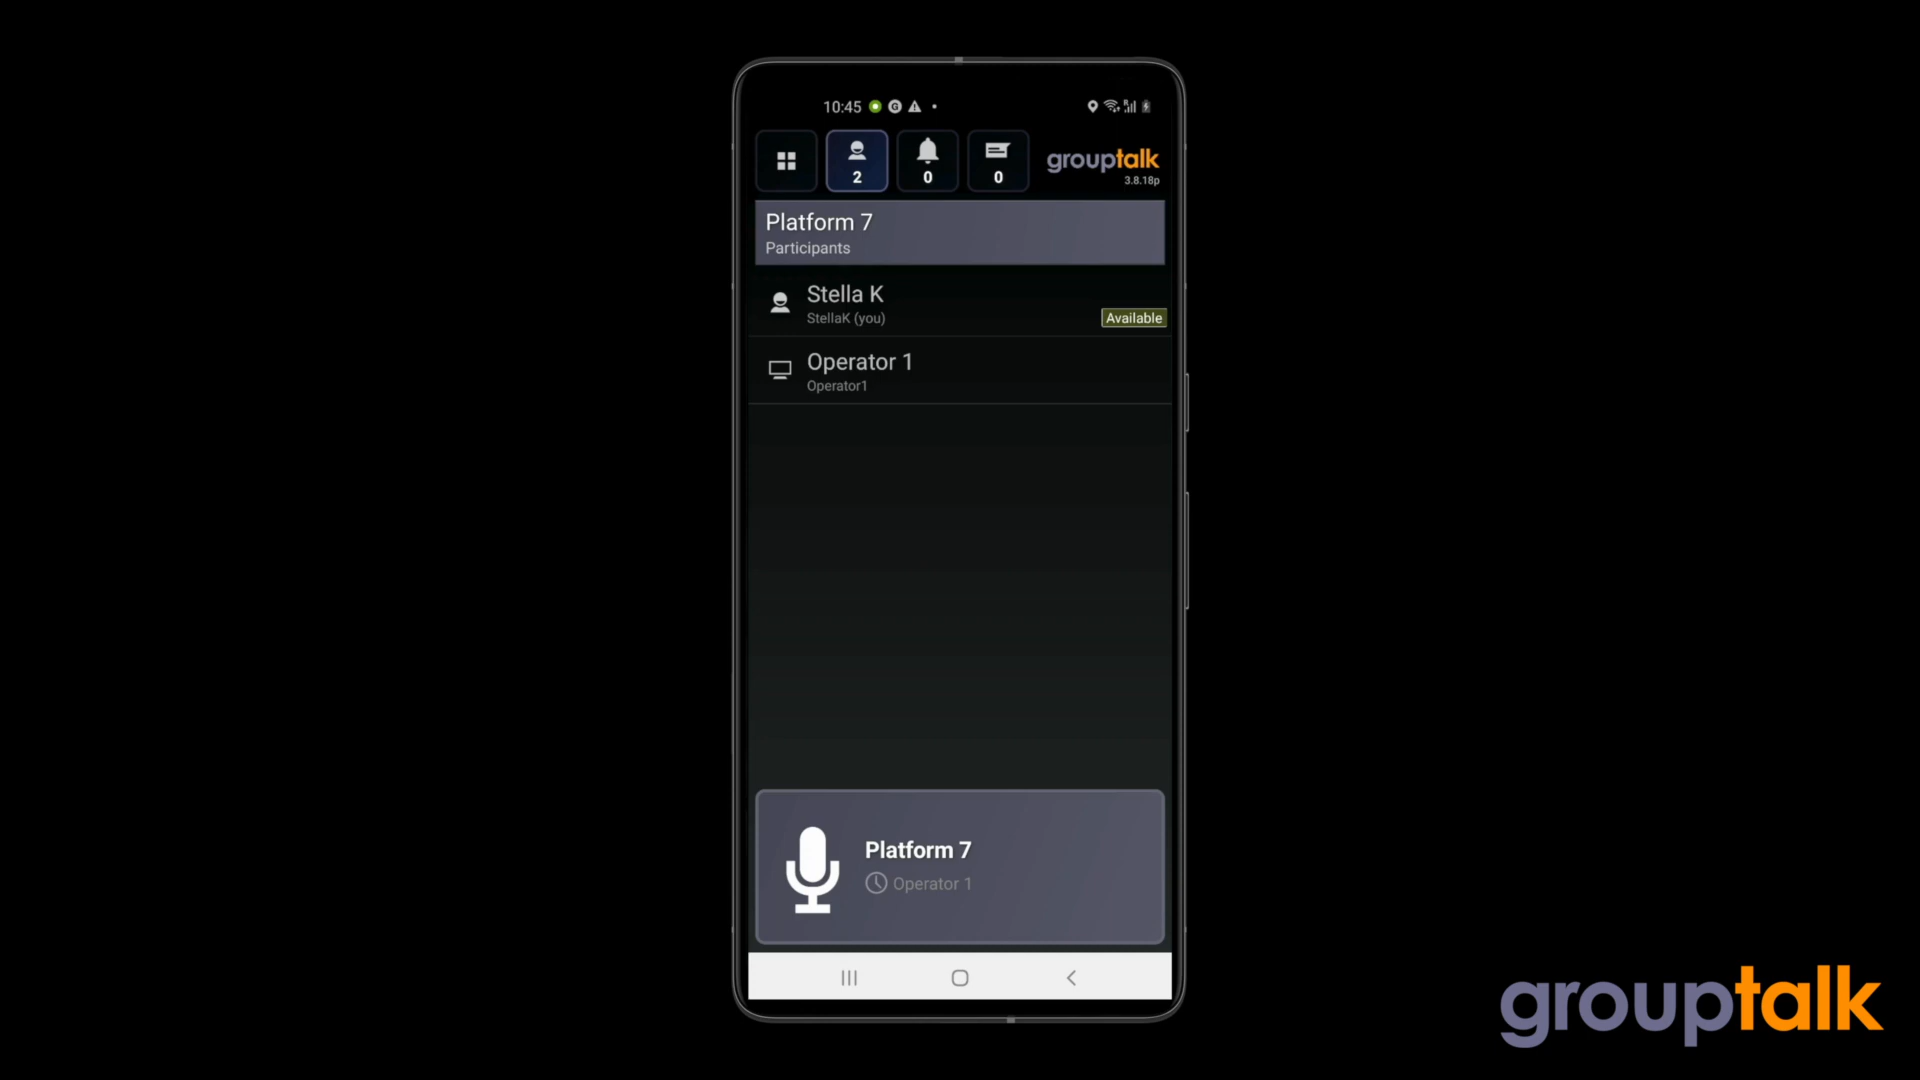 10:45
2
0
0
grouptalk
3.8.18p
Platform 7
Participants
Stella K
StellaK (you)
Available
Operator 1
Operator1
Platform 7
Operator 1
grouptalk